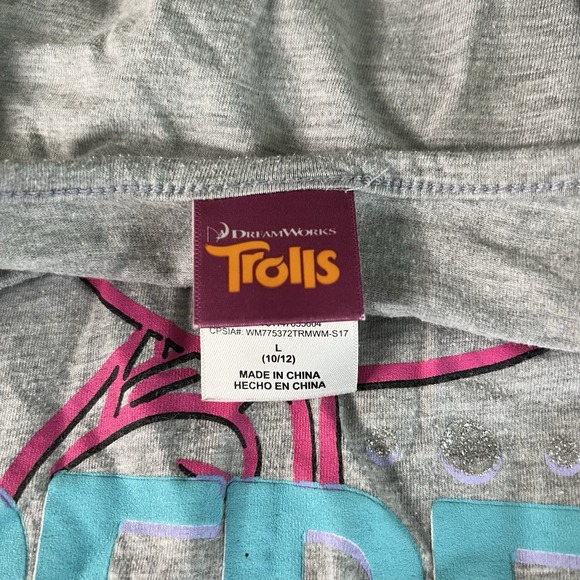 DREAMWORKS
Trolls
CPSIA#: WM775372TRMWM-S17
L
(10/12)
MADE IN CHINA
HECHO EN CHINA